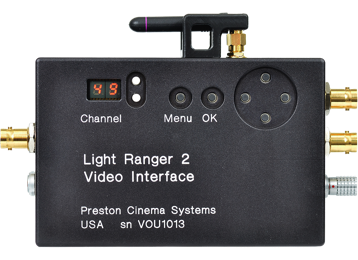 49
Channel
Menu OK
Light Ranger 2
Video Interface
Preston Cinema Systems
USA sn VOU1013